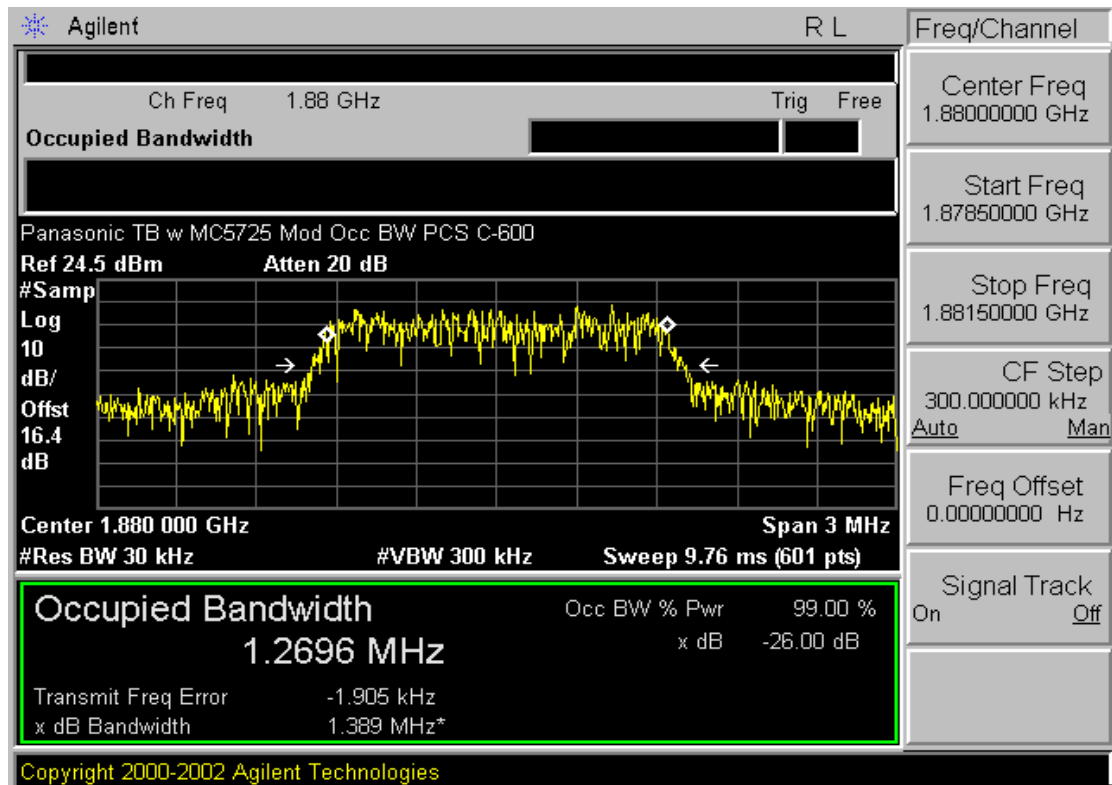 Agilent R L
Freq/Channel
Ch Freq 1.88 GHz Trig Free
Occupied Bandwidth
Panasonic TB w MC5725 Mod Occ BW PCS C-600
Ref 24.5 dBm Atten 20 dB
#Samp
Log
10
dB/
Offst
16.4
dB
Center 1.880 000 GHz Span 3 MHz
#Res BW 30 kHz #VBW 300 kHz Sweep 9.76 ms (601 pts)
Occupied Bandwidth Occ BW % Pwr 99.00 %
1.2696 MHz x dB -26.00 dB
Transmit Freq Error -1.905 kHz
x dB Bandwidth 1.389 MHz*
Copyright 2000-2002 Agilent Technologies
Center Freq
1.88000000 GHz
Start Freq
1.87850000 GHz
Stop Freq
1.88150000 GHz
CF Step
300.000000 kHz
Auto Man
Freq Offset
0.00000000 Hz
Signal Track
On Off